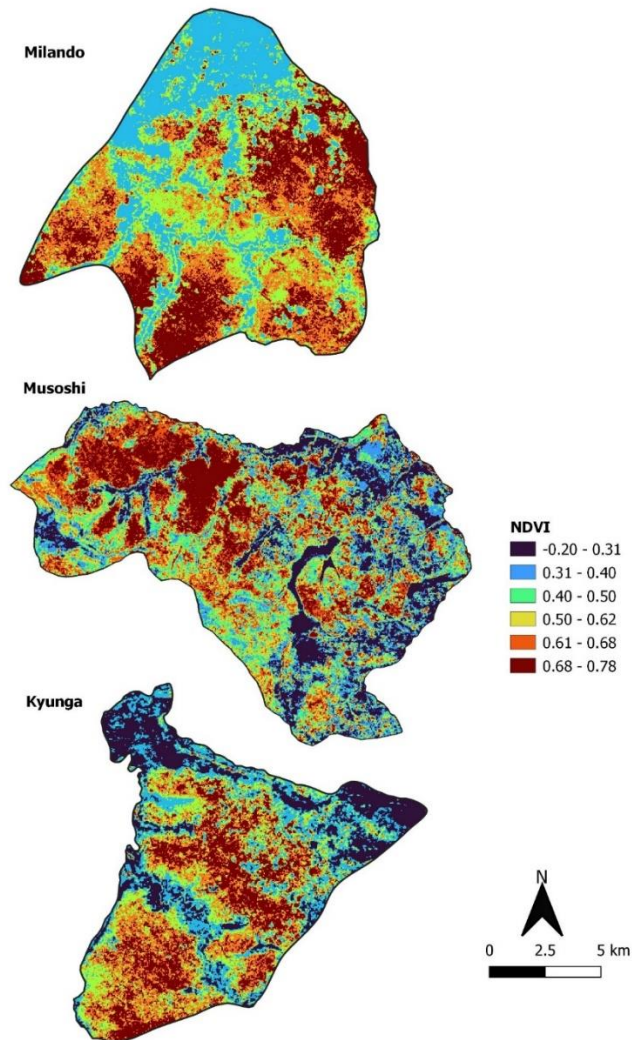 Milando
Musoshi
NDVI
-0.20 - 0.31
0.31 - 0.40
0.40 - 0.50
0.50 - 0.62
0.61 - 0.68
0.68 - 0.78
Kyunga
N
0 2.5 5 km